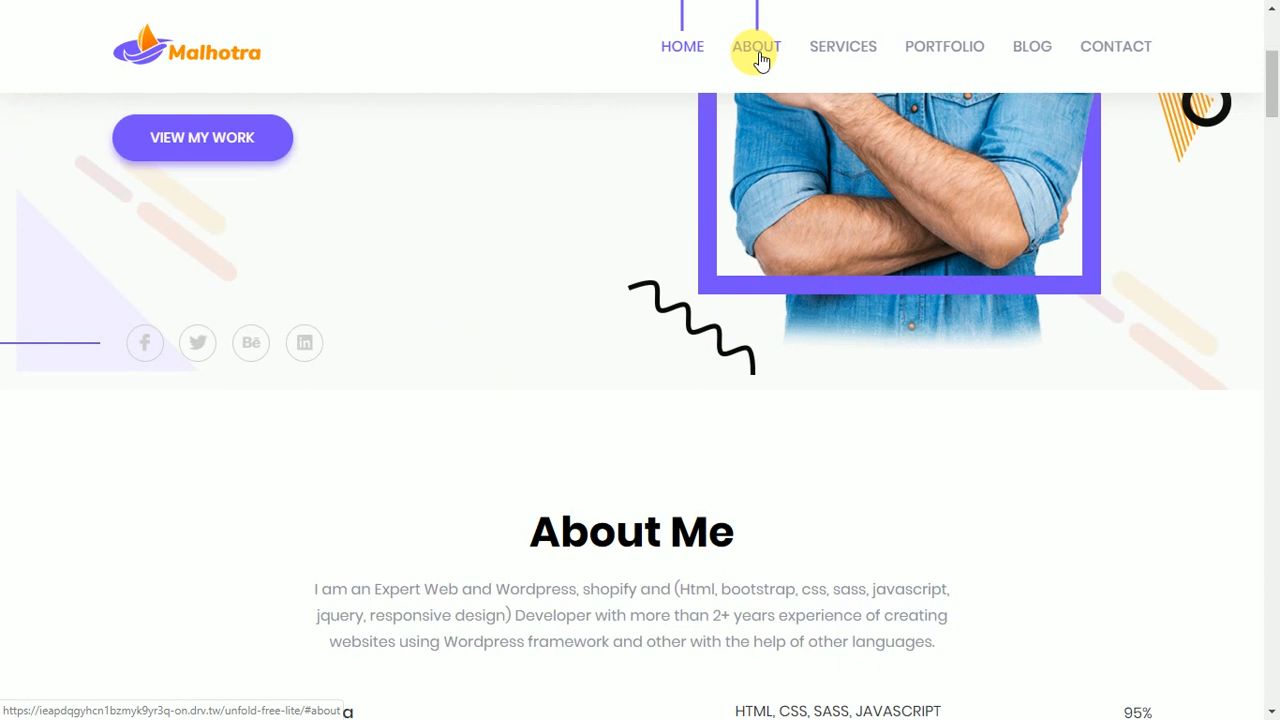 Malhotra
HOME ABOUT SERVICES PORTFOLIO BLOG CONTACT
VIEW MY WORK
Bē
About Me
I am an Expert Web and Wordpress, shopify and (Html, bootstrap, css, sass, javascript,
jquery, responsive design) Developer with more than 2+ years experience of creating
websites using Wordpress framework and other with the help of other languages.
HTML, CSS, SASS, JAVASCRIPT 95%
https://ieapdqgyhcn1bzmyk9yr3q-on.drv.tw/unfold-free-lite/#about